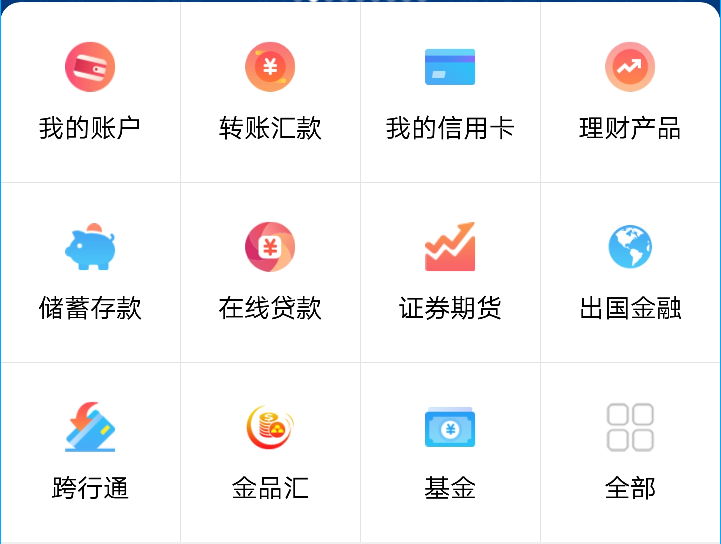 我的账户
转账汇款
我的信用卡
理财产品
储蓄存款
在线贷款
证券期货
出国金融
跨行通
金品汇
基金
全部